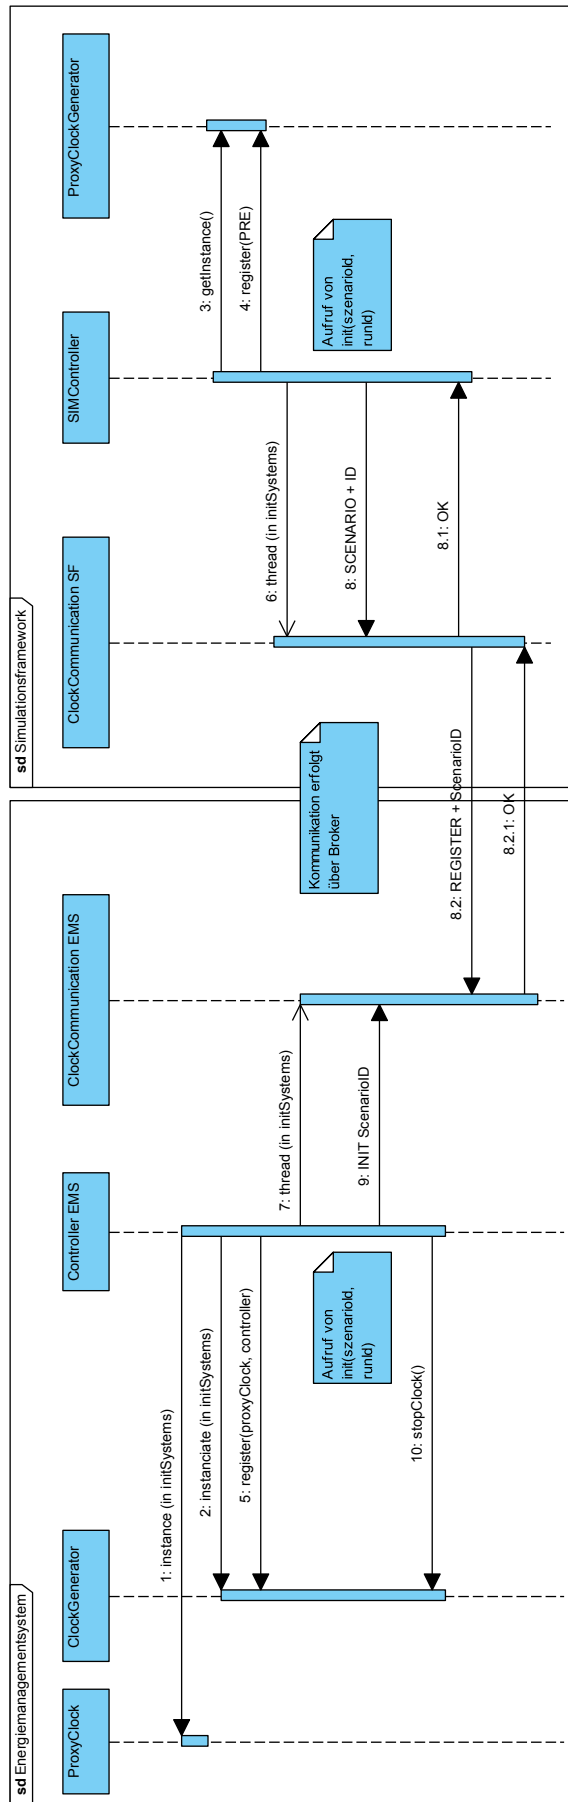 sd Energiemanagementsystem
sd Simulationsframework
ProxyClock
ClockGenerator
Controller EMS
ClockCommunication EMS
ClockCommunication SF
SIMController
ProxyClockGenerator
1: instance (in initSystems)
2: instanciate (in initSystems)
3: getInstance()
5: register(proxyClock, controller)
4: register(PRE)
6: thread (in initSystems)
7: thread (in initSystems)
Kommunikation erfolgt
über Broker
Aufruf von
init(szenarioId,
runId)
Aufruf von
init(szenarioId,
runId)
8: SCENARIO + ID
9: INIT ScenarioID
10: stopClock()
8.1: OK
8.2: REGISTER + ScenarioID
8.2.1: OK